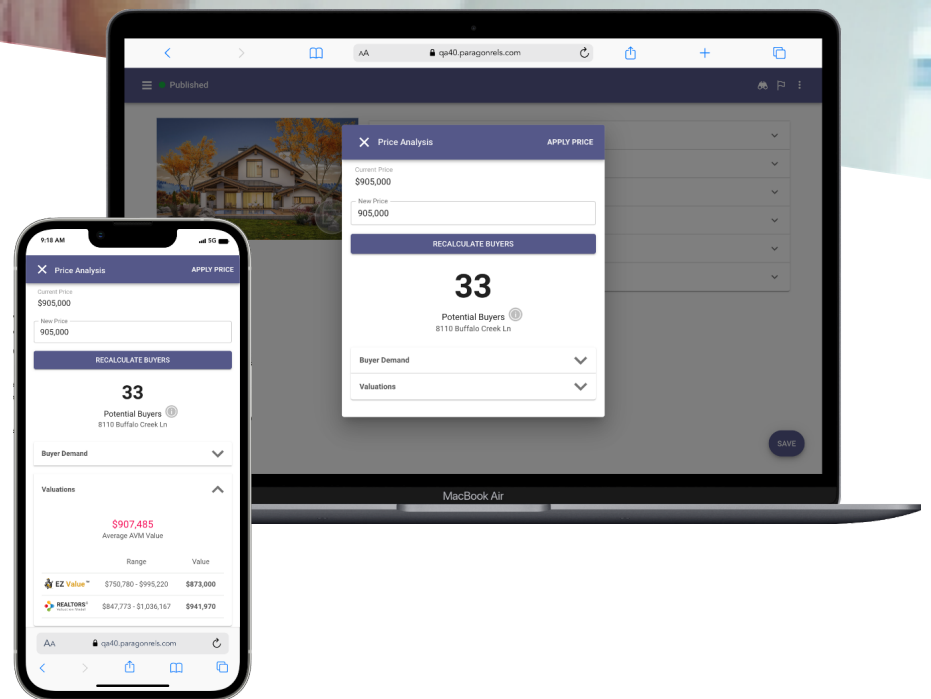 AA
qa40.paragonrels.com
Published
Price Analysis
APPLY PRICE
Current Price
$905,000
New Price
905,000
RECALCULATE BUYERS
33
Potential Buyers
8110 Buffalo Creek Ln
Buyer Demand
Valuations
SAVE
MacBook Air
9:18 AM
5G
Price Analysis
APPLY PRICE
Current Price
$905,000
New Price
905,000
RECALCULATE BUYERS
33
Potential Buyers
8110 Buffalo Creek Ln
Buyer Demand
Valuations
$907,485
Average AVM Value
Range Value
EZ Value™ $750,780 - $995,220 $873,000
REALTORS® $847,773 - $1,036,167 $941,970
AA qa40.paragonrels.com